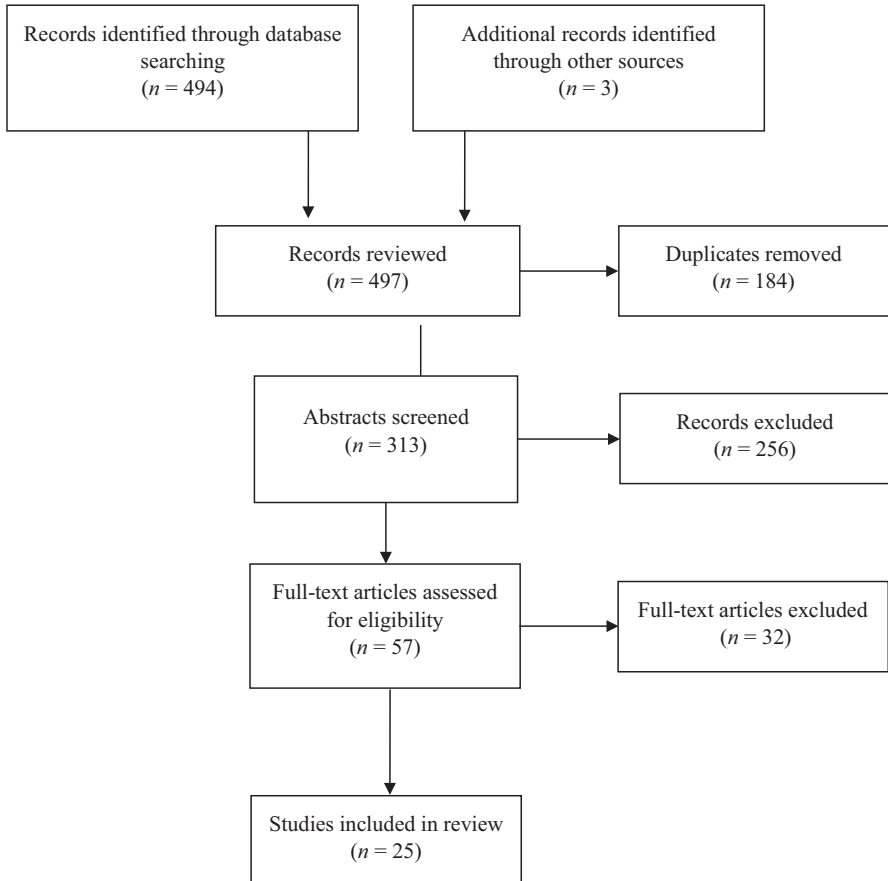 Records identified through database
searching
(n = 494)
Additional records identified
through other sources
(n = 3)
Records reviewed
(n = 497)
Duplicates removed
(n = 184)
Abstracts screened
(n = 313)
Records excluded
(n = 256)
Full-text articles assessed
for eligibility
(n = 57)
Full-text articles excluded
(n = 32)
Studies included in review
(n = 25)